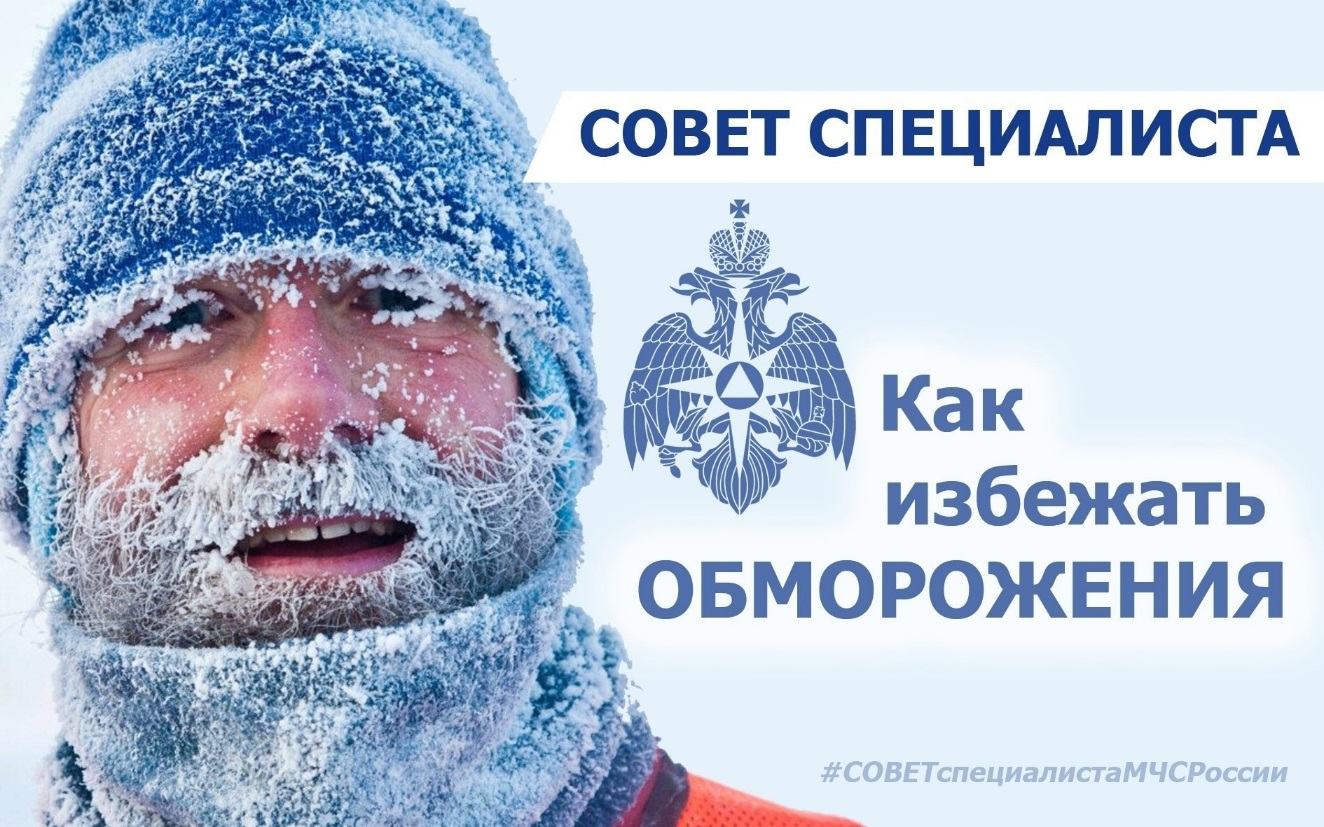 СОВЕТ СПЕЦИАЛИСТА
Как
избежать
ОБМОРОЖЕНИЯ
#СОВЕТспециалистаМЧСРоссии